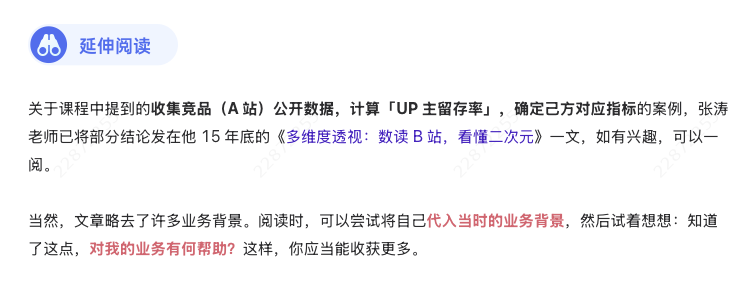 延伸阅读
关于课程中提到的收集竞品（A 站）公开数据，计算「UP 主留存率」，确定己方对应指标的案例，张涛
老师已将部分结论发在他 15 年底的《多维度透视：数读 B 站，看懂二次元》一文，如有兴趣，可以一
阅。
当然，文章略去了许多业务背景。阅读时，可以尝试将自己代入当时的业务背景，然后试着想想：知道
了这点，对我的业务有何帮助？这样，你应当能收获更多。